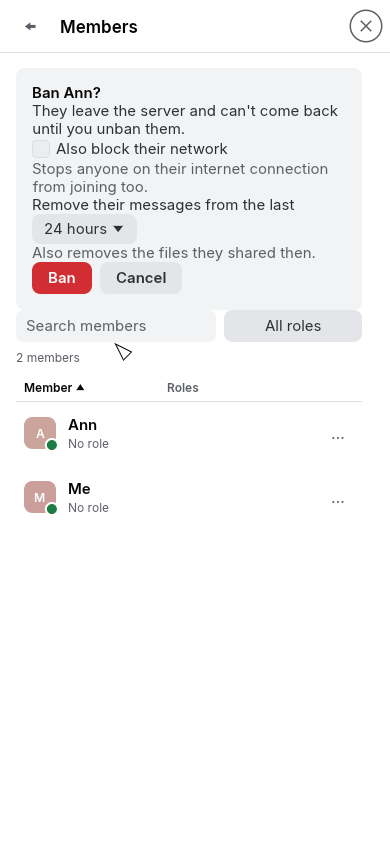 Members
Ban Ann?
They leave the server and can't come back
until you unban them.
Also block their network
Stops anyone on their internet connection
from joining too.
Remove their messages from the last
24 hours
Also removes the files they shared then.
Ban Cancel
Search members All roles
2 members
Member Roles
A Ann
No role
...
M Me
No role
...